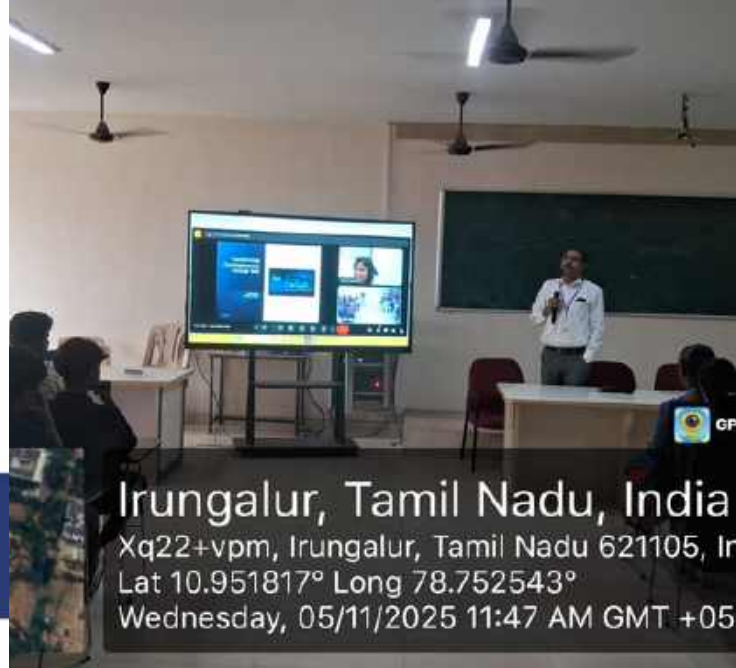 GP
Irungalur, Tamil Nadu, India
Xq22+vpm, Irungalur, Tamil Nadu 621105, In
Lat 10.951817° Long 78.752543°
Wednesday, 05/11/2025 11:47 AM GMT +05